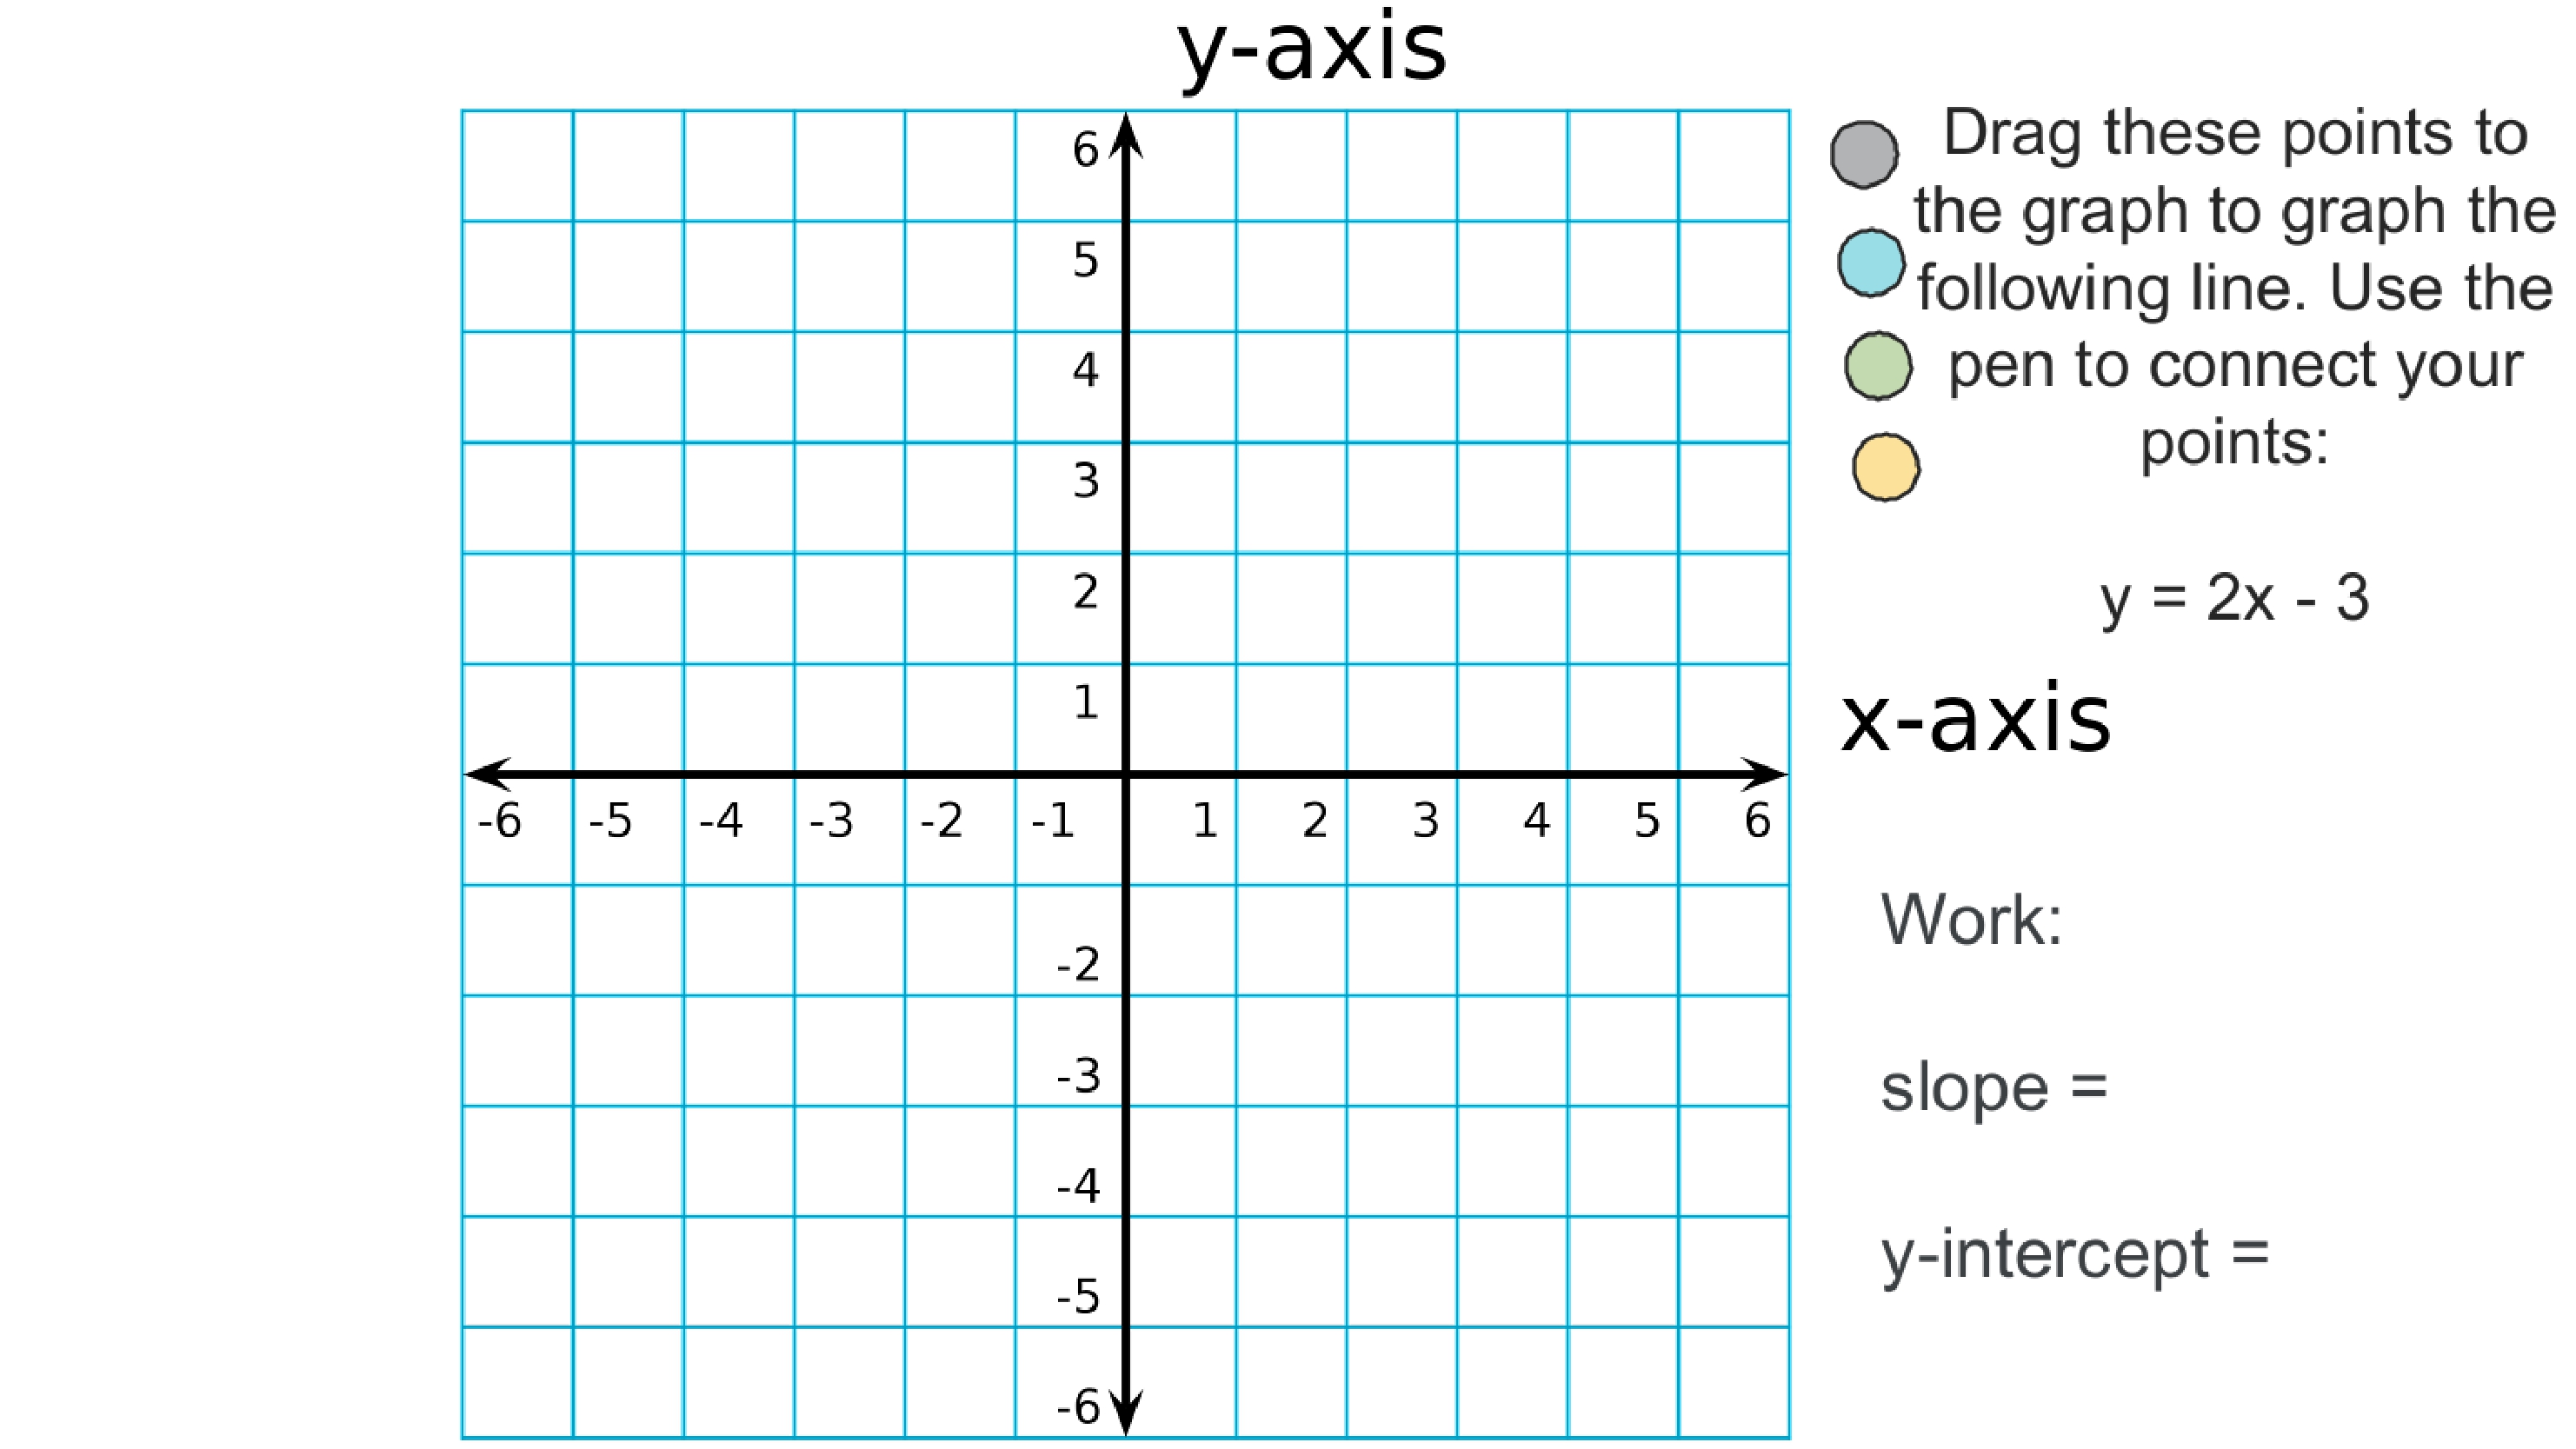 y-axis
Drag these points to
the graph to graph the
following line. Use the
pen to connect your
points:
y = 2x - 3
6
5
4
3
2
1
x-axis
-6 -5 -4 -3 -2 -1 1 2 3 4 5 6
-2
-3
-4
-5
-6
Work:
slope =
y-intercept =